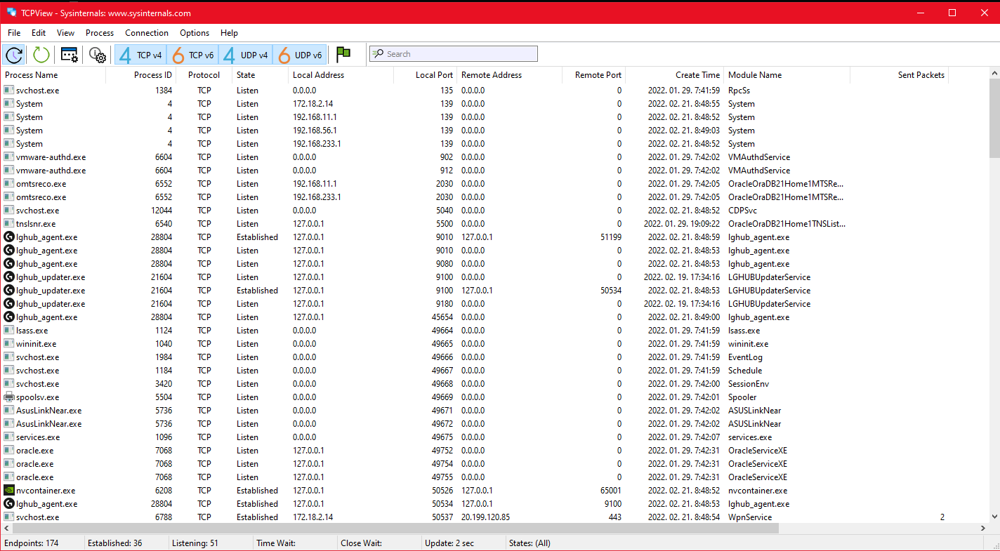 TCPView - Sysinternals: www.sysinternals.com
File Edit View Process Connection Options Help
4 TCP v4 6 TCP v6 4 UDP v4 6 UDP v6 Search
Process Name Process ID Protocol State Local Address Local Port Remote Address Remote Port Create Time Module Name Sent Packets
svchost.exe 1384 TCP Listen 0.0.0.0 135 0.0.0.0 0 2022. 01. 29. 7:41:59 RpcSs
System 4 TCP Listen 172.18.2.14 139 0.0.0.0 0 2022. 02. 21. 8:48:55 System
System 4 TCP Listen 192.168.11.1 139 0.0.0.0 0 2022. 02. 21. 8:48:52 System
System 4 TCP Listen 192.168.56.1 139 0.0.0.0 0 2022. 02. 21. 8:49:03 System
System 4 TCP Listen 192.168.233.1 139 0.0.0.0 0 2022. 02. 21. 8:48:52 System
vmware-authd.exe 6604 TCP Listen 0.0.0.0 902 0.0.0.0 0 2022. 01. 29. 7:42:02 VMAuthdService
vmware-authd.exe 6604 TCP Listen 0.0.0.0 912 0.0.0.0 0 2022. 01. 29. 7:42:02 VMAuthdService
omtsreco.exe 6552 TCP Listen 192.168.11.1 2030 0.0.0.0 0 2022. 01. 29. 7:42:05 OracleOraDB21Home1MTSRe...
omtsreco.exe 6552 TCP Listen 192.168.233.1 2030 0.0.0.0 0 2022. 01. 29. 7:42:05 OracleOraDB21Home1MTSRe...
svchost.exe 12044 TCP Listen 0.0.0.0 5040 0.0.0.0 0 2022. 02. 21. 8:48:52 CDPSvc
tnslsnr.exe 6540 TCP Listen 127.0.0.1 5500 0.0.0.0 0 2022. 01. 29. 19:09:22 OracleOraDB21Home1TNSList...
lghub_agent.exe 28804 TCP Established 127.0.0.1 9010 127.0.0.1 51199 2022. 02. 21. 8:48:59 lghub_agent.exe
lghub_agent.exe 28804 TCP Listen 127.0.0.1 9010 0.0.0.0 0 2022. 02. 21. 8:48:53 lghub_agent.exe
lghub_agent.exe 28804 TCP Listen 127.0.0.1 9080 0.0.0.0 0 2022. 02. 21. 8:48:53 lghub_agent.exe
lghub_updater.exe 21604 TCP Listen 127.0.0.1 9100 0.0.0.0 0 2022. 02. 19. 17:34:16 LGHUBUpdaterService
lghub_updater.exe 21604 TCP Established 127.0.0.1 9100 127.0.0.1 50534 2022. 02. 21. 8:48:53 LGHUBUpdaterService
lghub_updater.exe 21604 TCP Listen 127.0.0.1 9180 0.0.0.0 0 2022. 02. 19. 17:34:16 LGHUBUpdaterService
lghub_agent.exe 28804 TCP Listen 127.0.0.1 45654 0.0.0.0 0 2022. 02. 21. 8:49:00 lghub_agent.exe
lsass.exe 1124 TCP Listen 0.0.0.0 49664 0.0.0.0 0 2022. 01. 29. 7:41:59 lsass.exe
wininit.exe 1040 TCP Listen 0.0.0.0 49665 0.0.0.0 0 2022. 01. 29. 7:41:59 wininit.exe
svchost.exe 1984 TCP Listen 0.0.0.0 49666 0.0.0.0 0 2022. 01. 29. 7:41:59 EventLog
svchost.exe 1184 TCP Listen 0.0.0.0 49667 0.0.0.0 0 2022. 01. 29. 7:41:59 Schedule
svchost.exe 3420 TCP Listen 0.0.0.0 49668 0.0.0.0 0 2022. 01. 29. 7:42:00 SessionEnv
spoolsv.exe 5504 TCP Listen 0.0.0.0 49669 0.0.0.0 0 2022. 01. 29. 7:42:01 Spooler
AsusLinkNear.exe 5736 TCP Listen 0.0.0.0 49671 0.0.0.0 0 2022. 01. 29. 7:42:02 ASUSLinkNear
AsusLinkNear.exe 5736 TCP Listen 0.0.0.0 49672 0.0.0.0 0 2022. 01. 29. 7:42:02 ASUSLinkNear
services.exe 1096 TCP Listen 0.0.0.0 49675 0.0.0.0 0 2022. 01. 29. 7:42:07 services.exe
oracle.exe 7068 TCP Listen 127.0.0.1 49752 0.0.0.0 0 2022. 01. 29. 7:42:31 OracleServiceXE
oracle.exe 7068 TCP Listen 127.0.0.1 49754 0.0.0.0 0 2022. 01. 29. 7:42:31 OracleServiceXE
oracle.exe 7068 TCP Listen 127.0.0.1 49755 0.0.0.0 0 2022. 01. 29. 7:42:31 OracleServiceXE
nvcontainer.exe 6208 TCP Established 127.0.0.1 50526 127.0.0.1 65001 2022. 02. 21. 8:48:52 nvcontainer.exe
lghub_agent.exe 28804 TCP Established 127.0.0.1 50534 127.0.0.1 9100 2022. 02. 21. 8:48:53 lghub_agent.exe
svchost.exe 6788 TCP Established 172.18.2.14 50537 20.199.120.85 443 2022. 02. 21. 8:48:54 WpnService 2
Endpoints: 174 Established: 36 Listening: 51 Time Wait: Close Wait: Update: 2 sec States: (All)